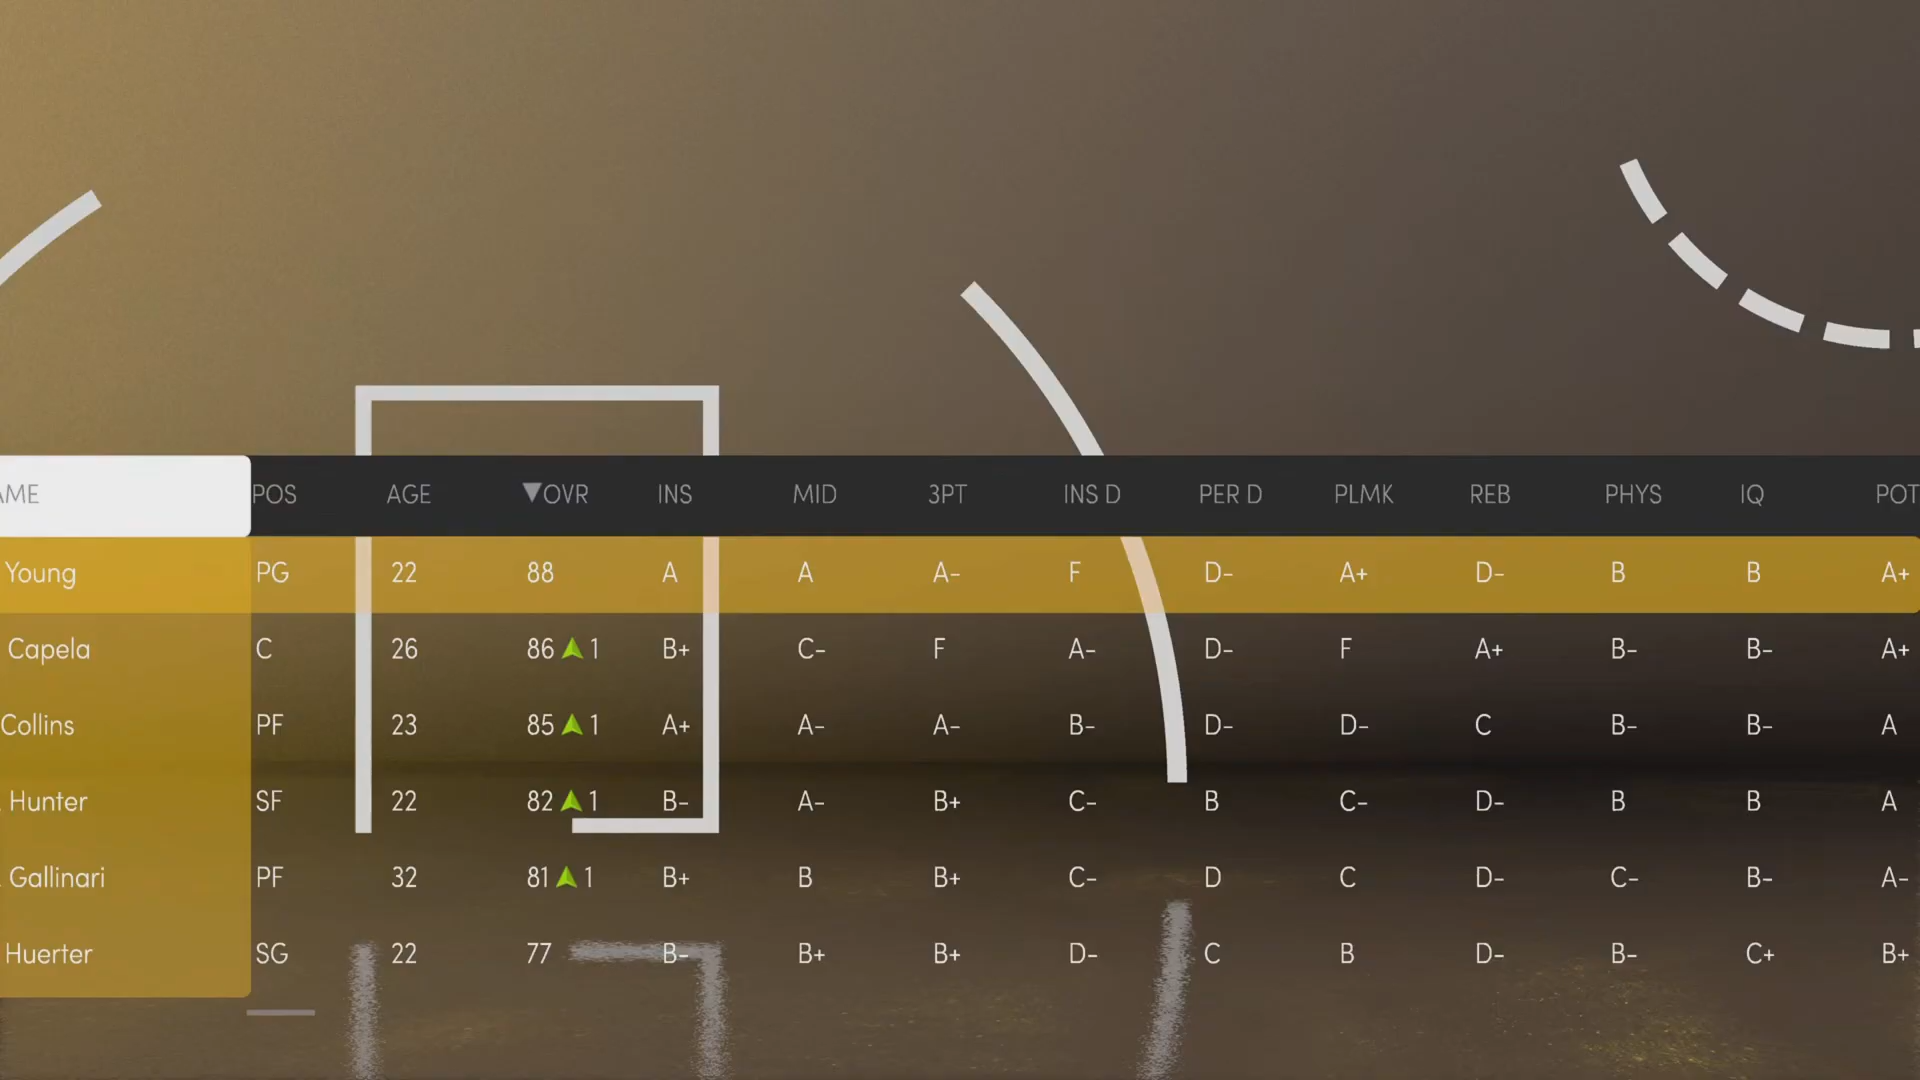 AME POS AGE ▼OVR INS MID 3PT INS D PER D PLMK REB PHYS IQ POT
Young PG 22 88 A A A- F D- A+ D- B B A+
. Capela C 26 86 ▲ 1 B+ C- F A- D- F A+ B- B- A+
Collins PF 23 85 ▲ 1 A+ A- A- B- D- D- C B- B- A
. Hunter SF 22 82 ▲ 1 B- A- B+ C- B C- D- B B A
. Gallinari PF 32 81 ▲ 1 B+ B B+ C- D C D- C- B- A-
Huerter SG 22 77 B- B+ B+ D- C B D- B- C+ B+